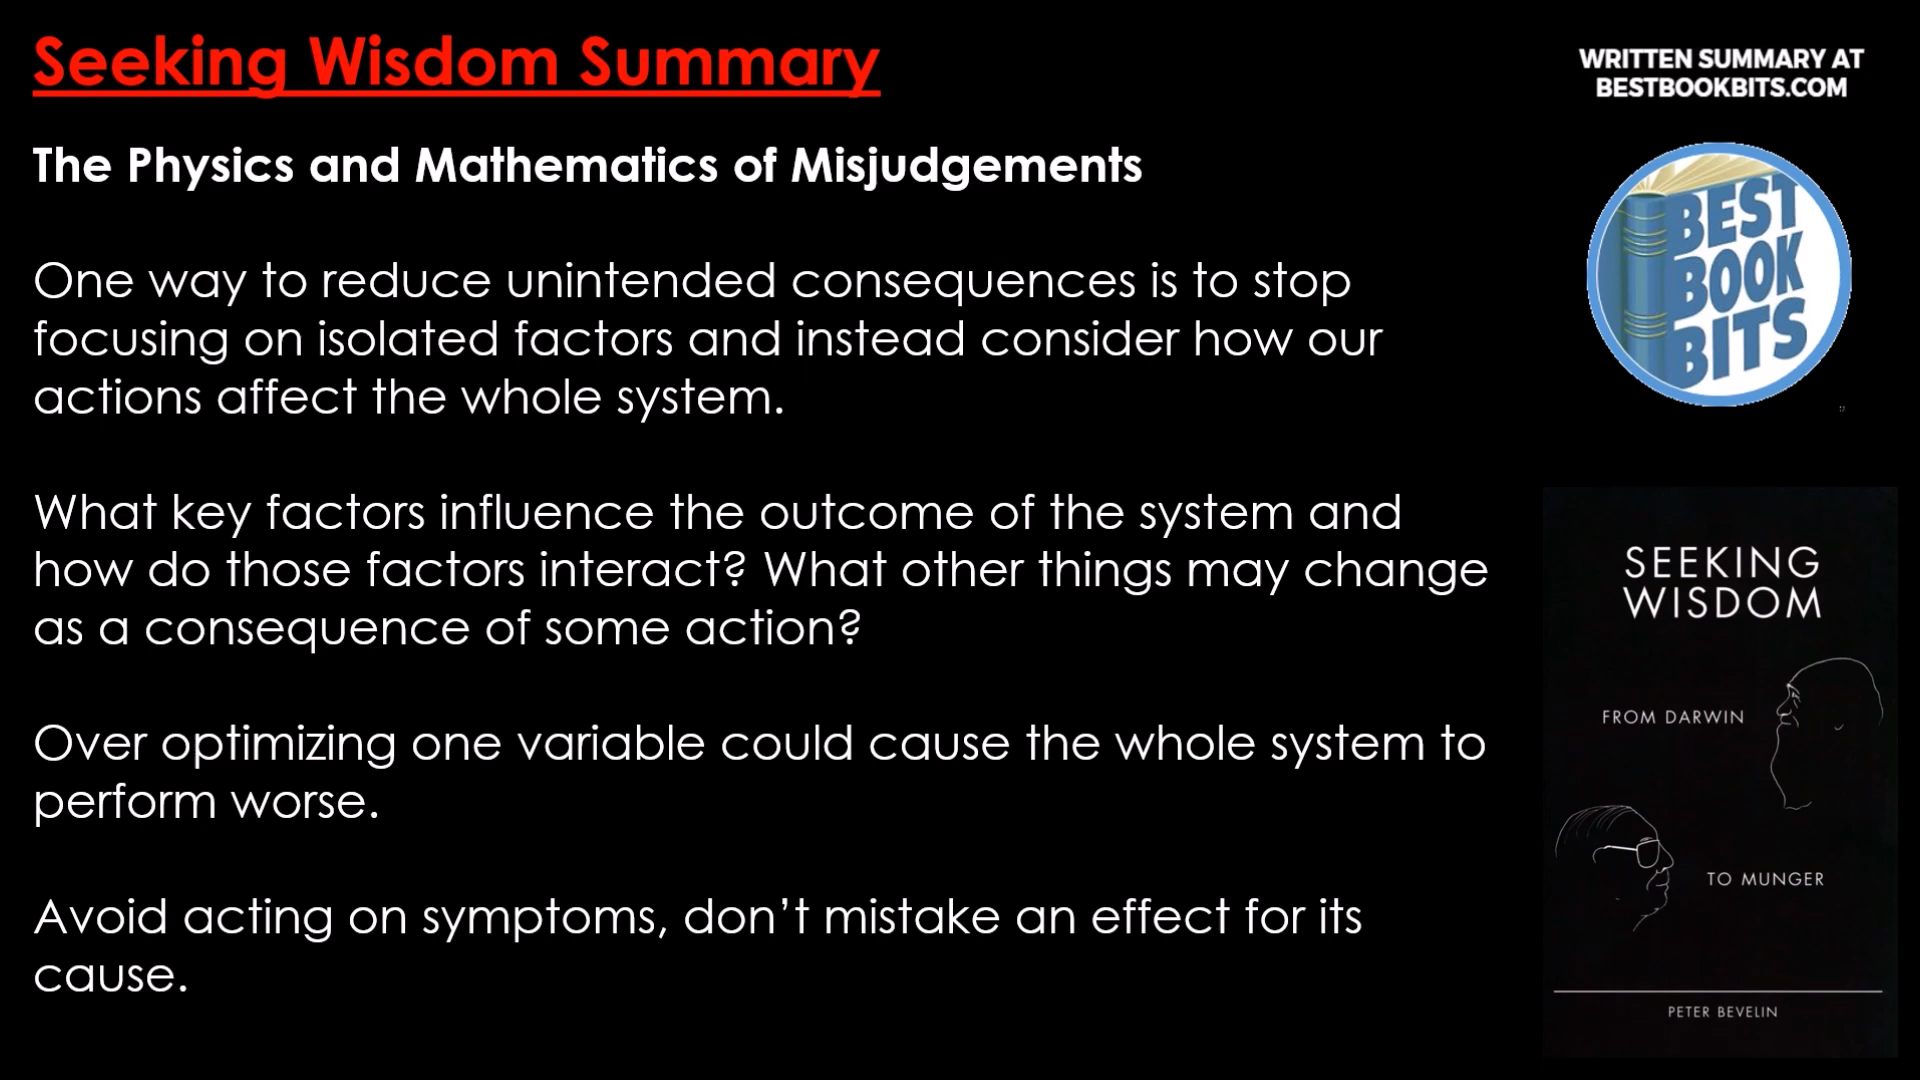 Seeking Wisdom Summary
The Physics and Mathematics of Misjudgements
One way to reduce unintended consequences is to stop
focusing on isolated factors and instead consider how our
actions affect the whole system.
What key factors influence the outcome of the system and
how do those factors interact? What other things may change
as a consequence of some action?
Over optimizing one variable could cause the whole system to
perform worse.
Avoid acting on symptoms, don’t mistake an effect for its
cause.
WRITTEN SUMMARY AT
BESTBOOKBITS.COM
BEST
BOOK
BITS
SEEKING
WISDOM
FROM DARWIN
TO MUNGER
PETER BEVELIN